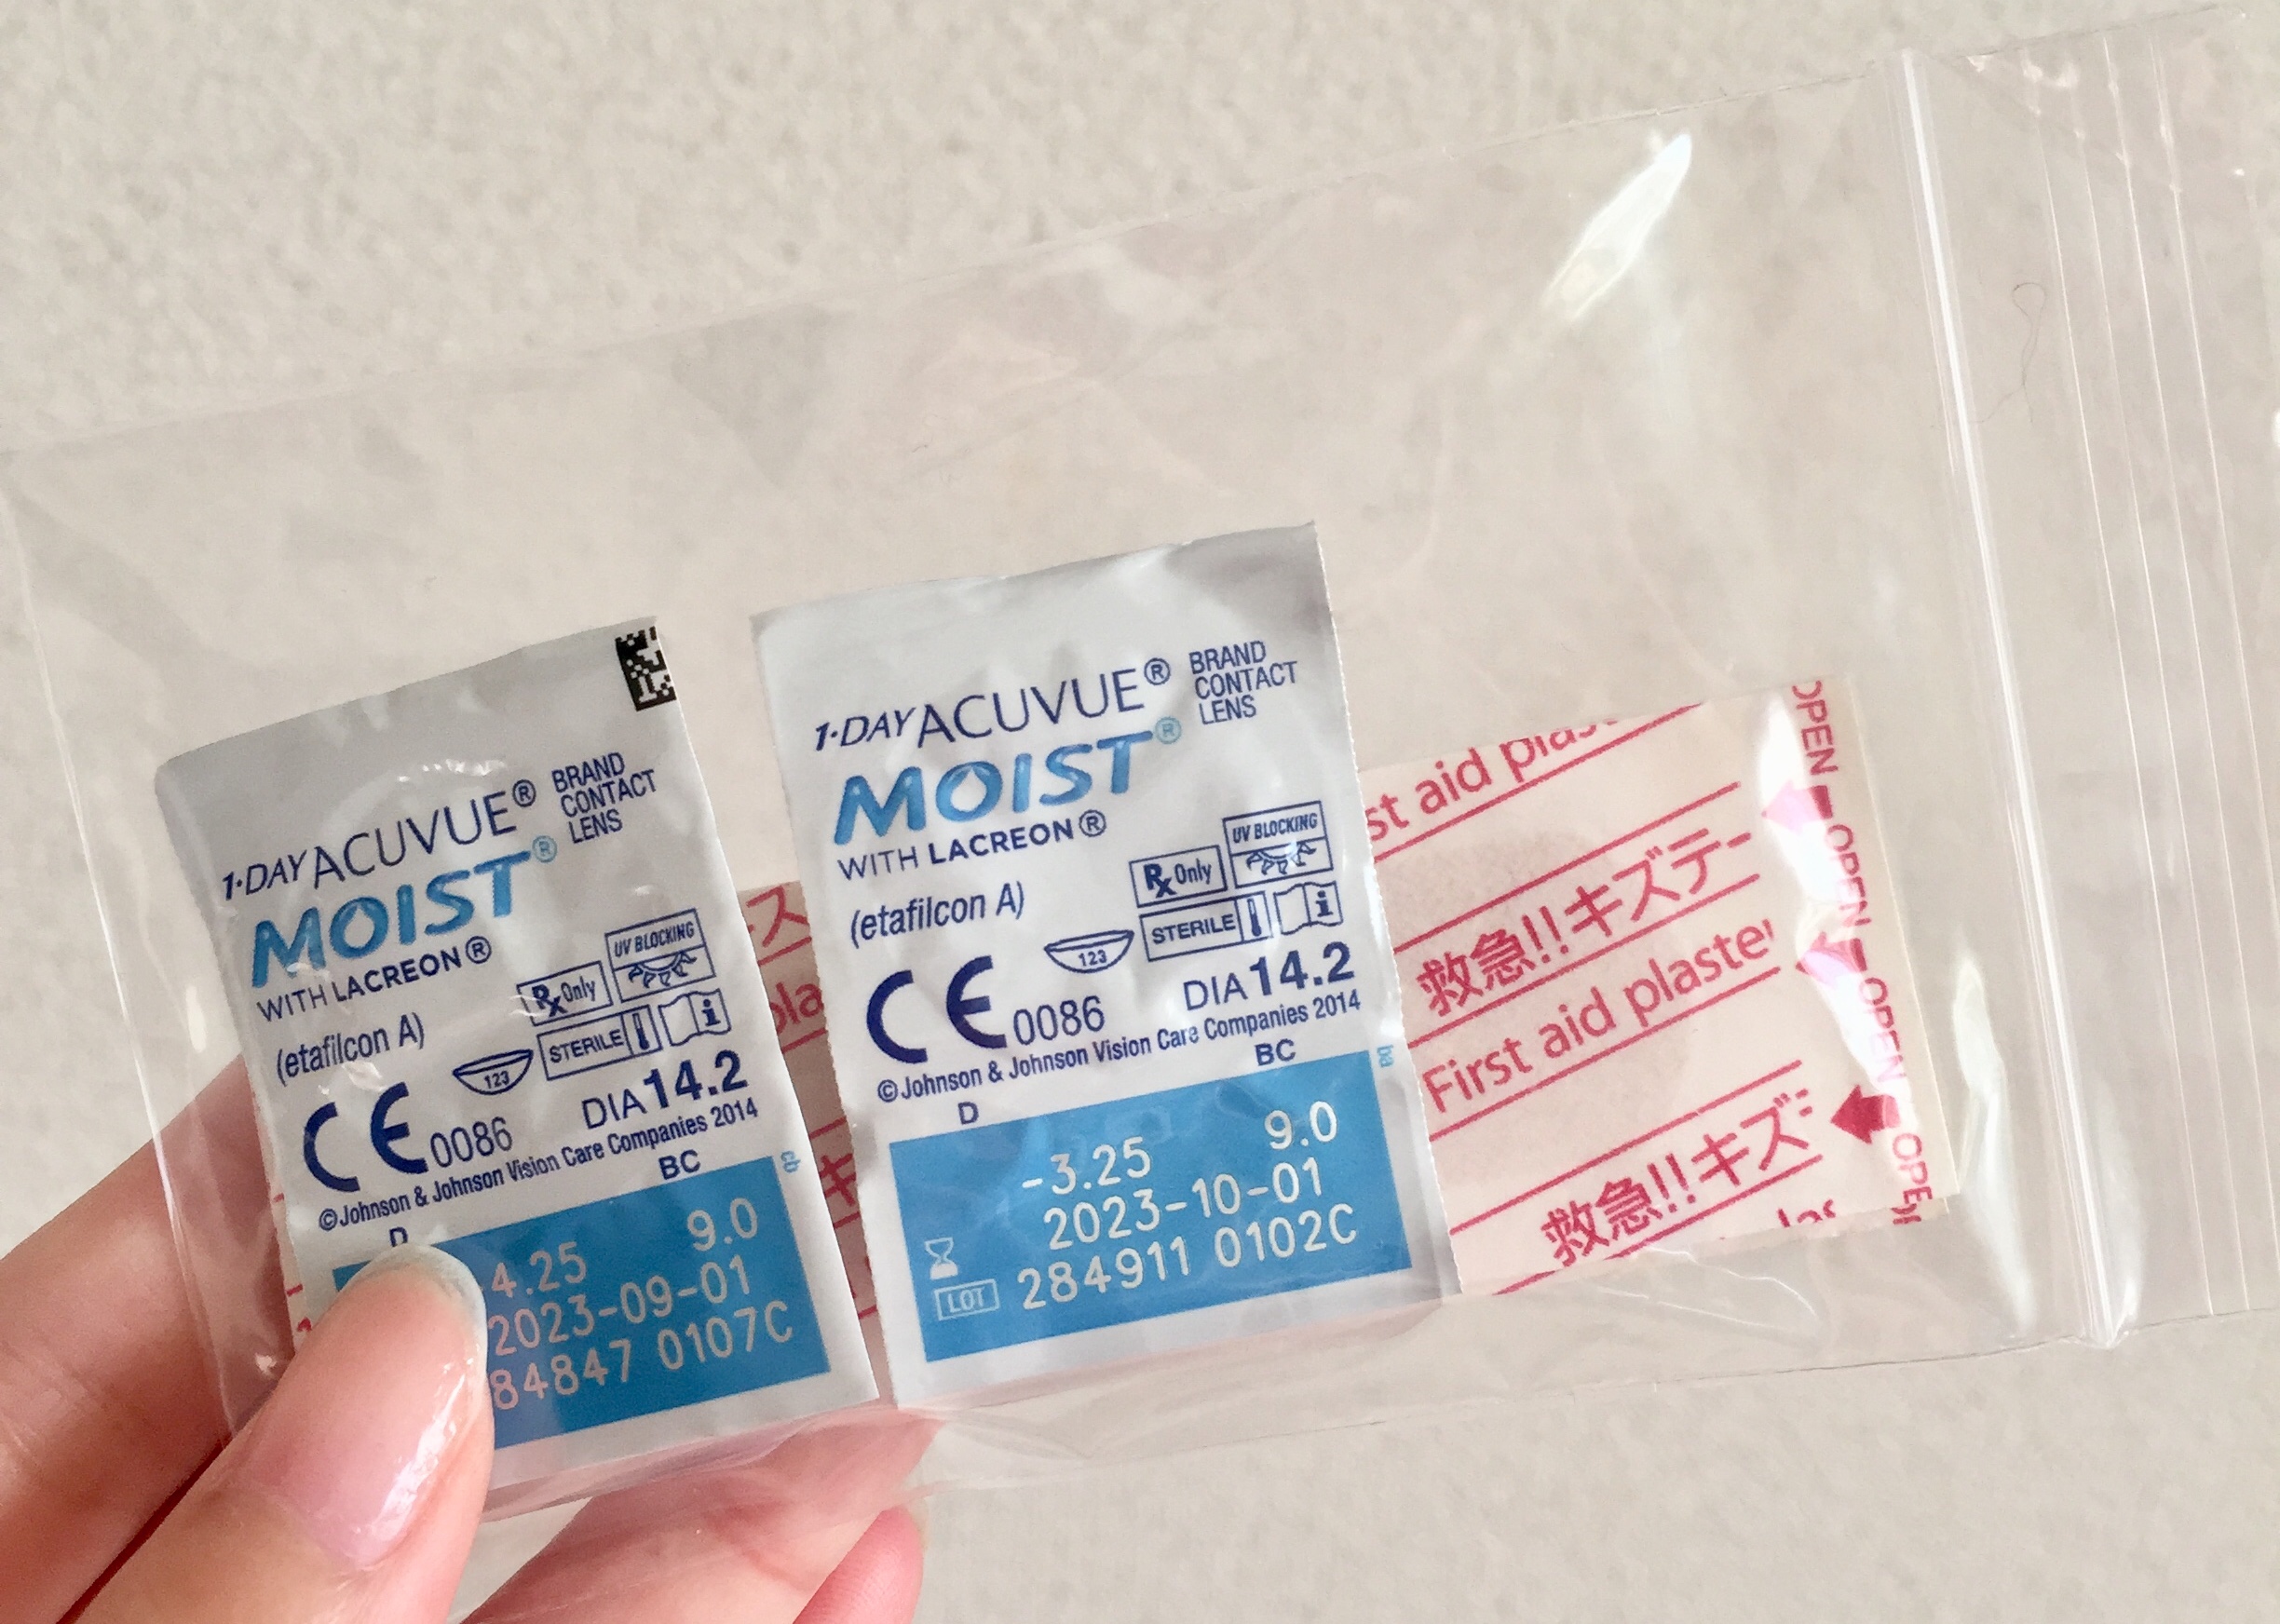 1·DAY ACUVUE® BRAND CONTACT LENS
MOIST®
WITH LACREON®
UV BLOCKING
Rx Only
(etafilcon A)
STERILE
123
CE 0086
DIA 14.2
©Johnson & Johnson Vision Care Companies 2014
D BC
4.25 9.0
2023-09-01
84847 0107C
1·DAY ACUVUE® BRAND CONTACT LENS
MOIST®
WITH LACREON®
UV BLOCKING
Rx Only
(etafilcon A)
STERILE
123
CE 0086
DIA 14.2
©Johnson & Johnson Vision Care Companies 2014
D BC
-3.25 9.0
2023-10-01
LOT 284911 0102C
st aid plas
救急!!キズテー
First aid plaster
救急!!キズ
OPEN
OPEN
OPEN
OPE